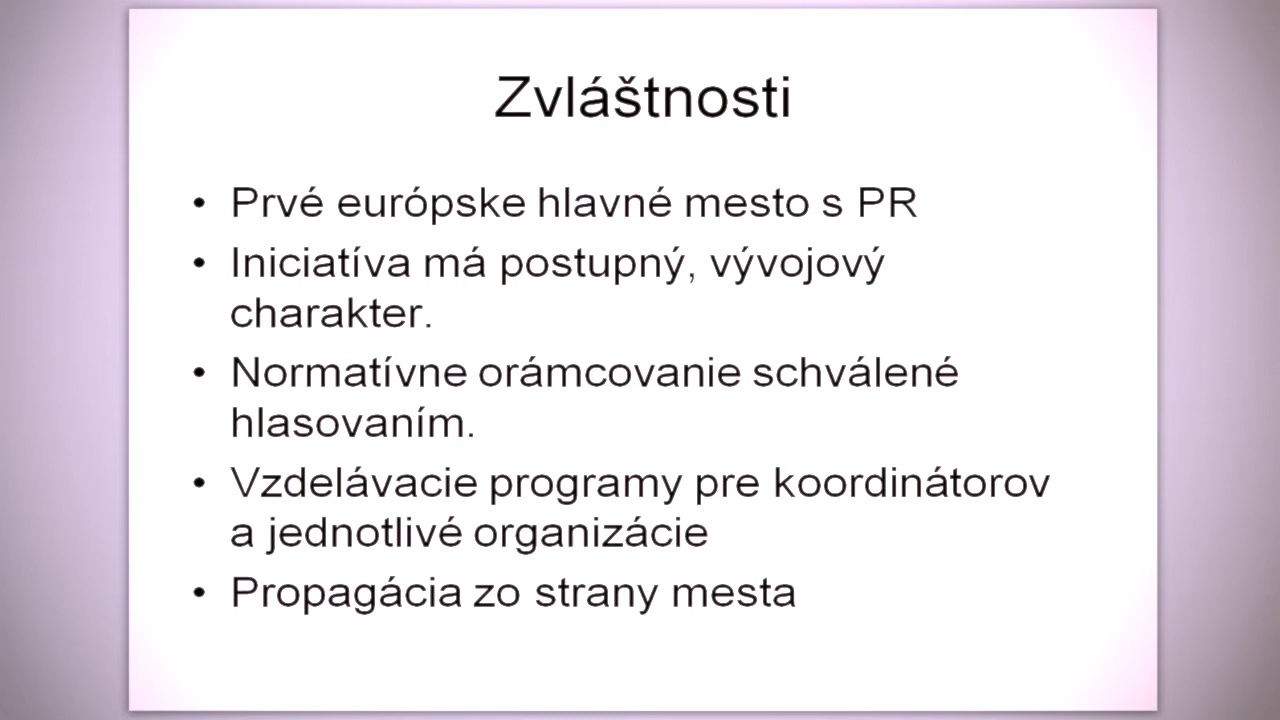 Zvláštnosti
• Prvé európske hlavné mesto s PR
• Iniciatíva má postupný, vývojový
charakter.
• Normatívne orámcovanie schválené
hlasovaním.
• Vzdelávacie programy pre koordinátorov
a jednotlivé organizácie
• Propagácia zo strany mesta